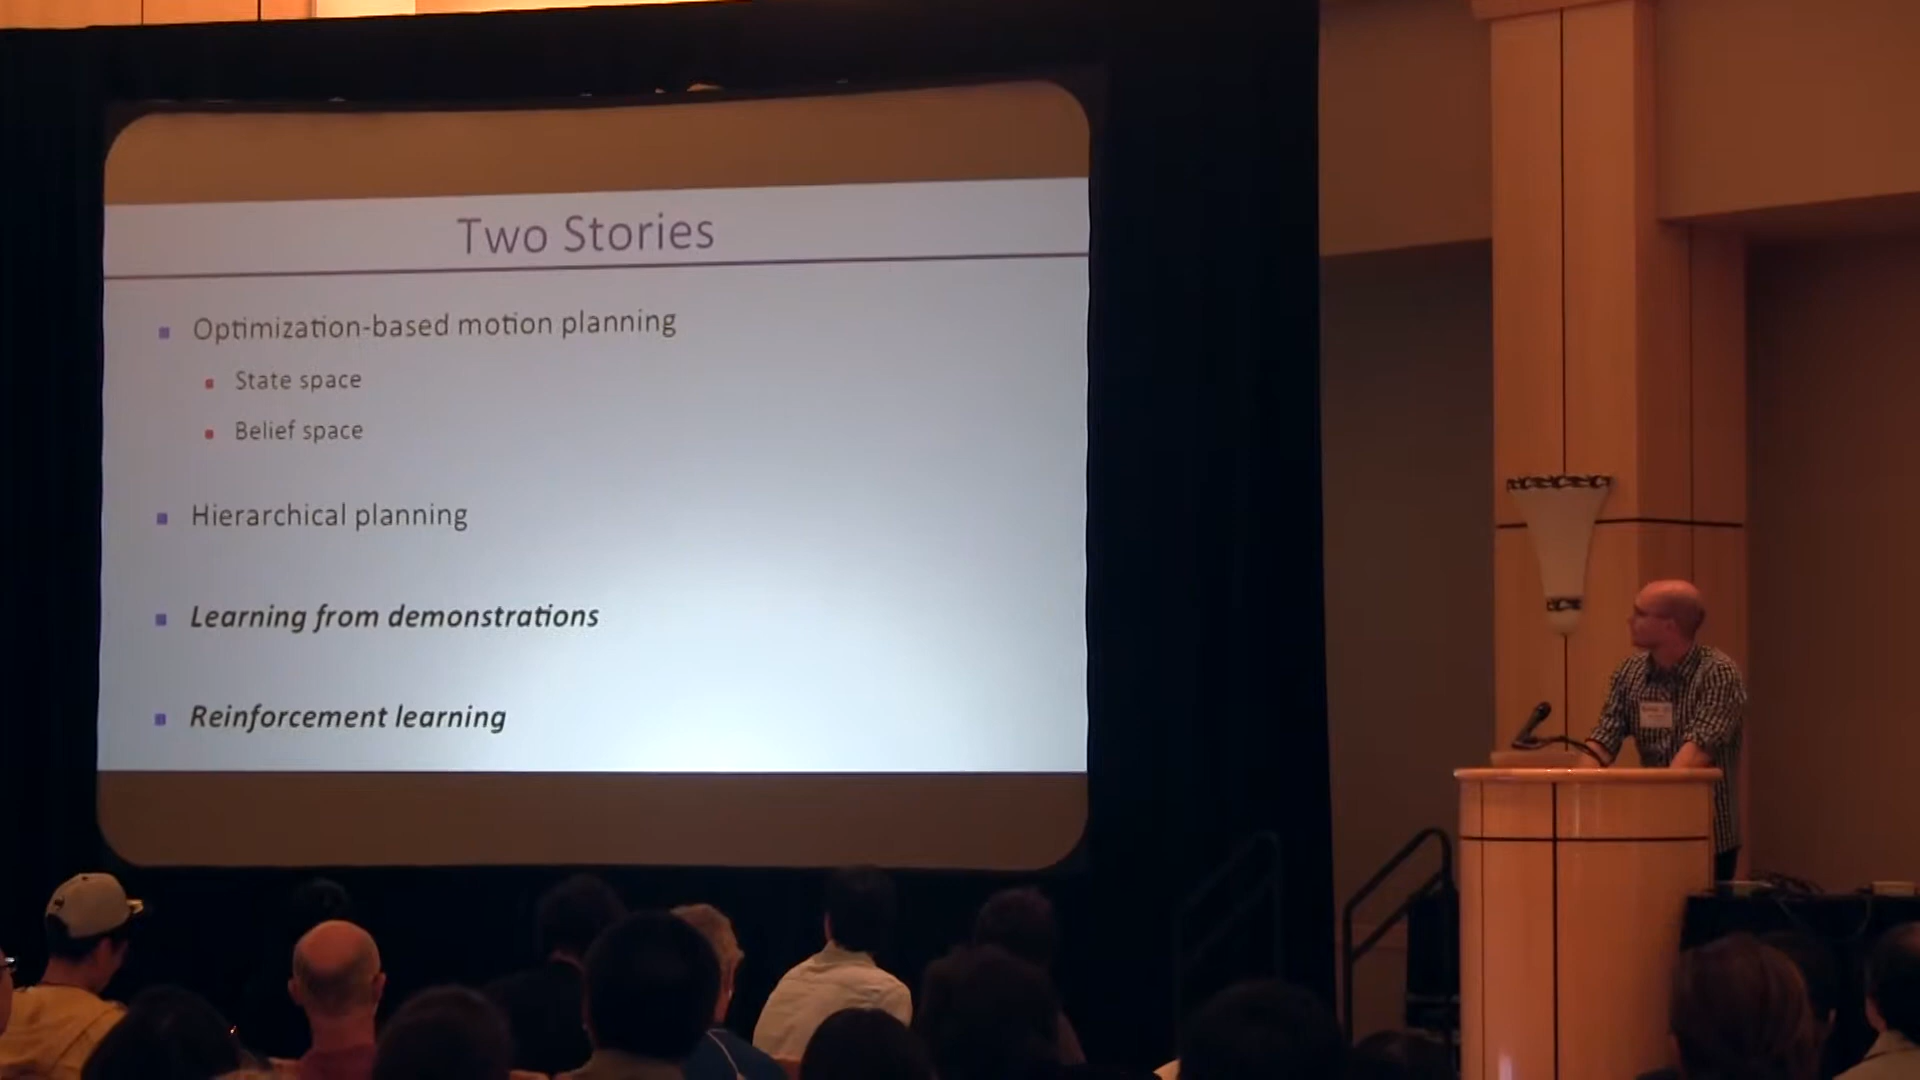 Two Stories
Optimization-based motion planning
State space
Belief space
Hierarchical planning
Learning from demonstrations
Reinforcement learning